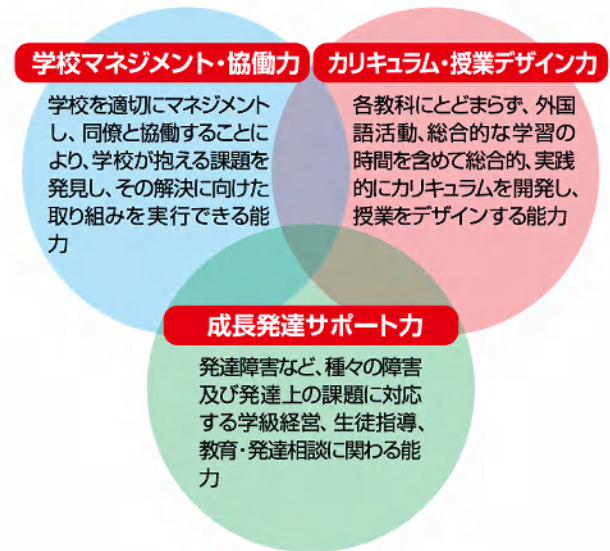 学校マネジメント・協働力
学校を適切にマネジメント
し、同僚と協働することに
より、学校が抱える課題を
発見し、その解決に向けた
取り組みを実行できる能
力
カリキュラム・授業デザイン力
各教科にとどまらず、外国
語活動、総合的な学習の
時間を含めて総合的、実践
的にカリキュラムを開発し、
授業をデザインする能力
成長発達サポート力
発達障害など、種々の障害
及び発達上の課題に対応
する学級経営、生徒指導、
教育・発達相談に関わる能
力